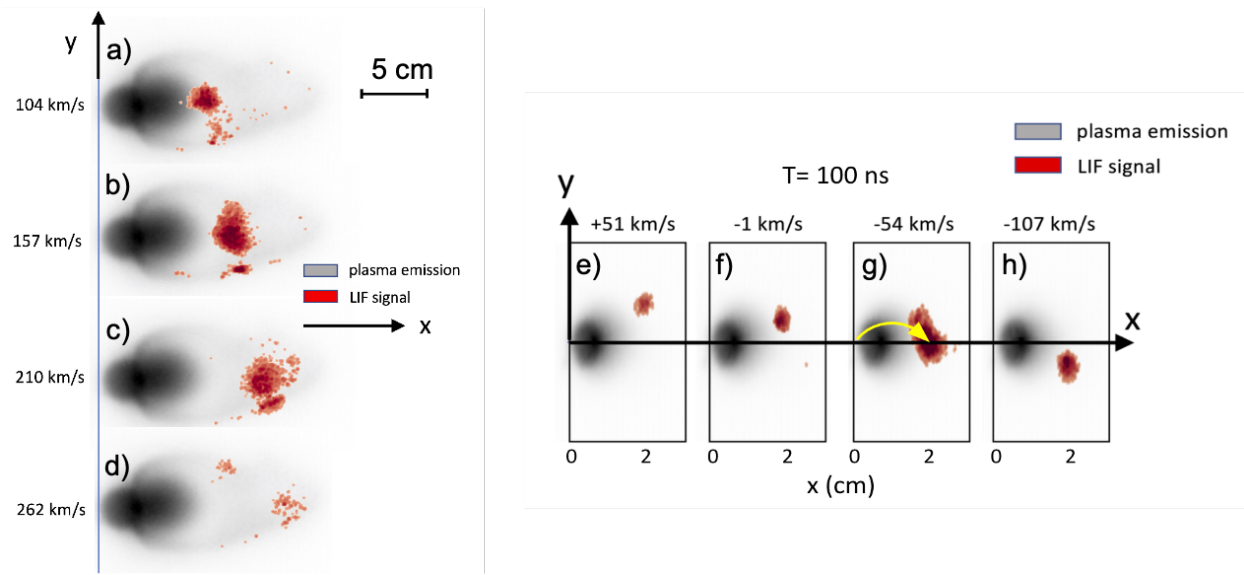 y
a)
5 cm
104 km/s
b)
157 km/s
plasma emission
LIF signal
x
c)
210 km/s
d)
262 km/s
plasma emission
LIF signal
T= 100 ns
y
+51 km/s
-1 km/s
-54 km/s
-107 km/s
e)
f)
g)
h)
x
0 2 0 2 0 2 0 2
x (cm)